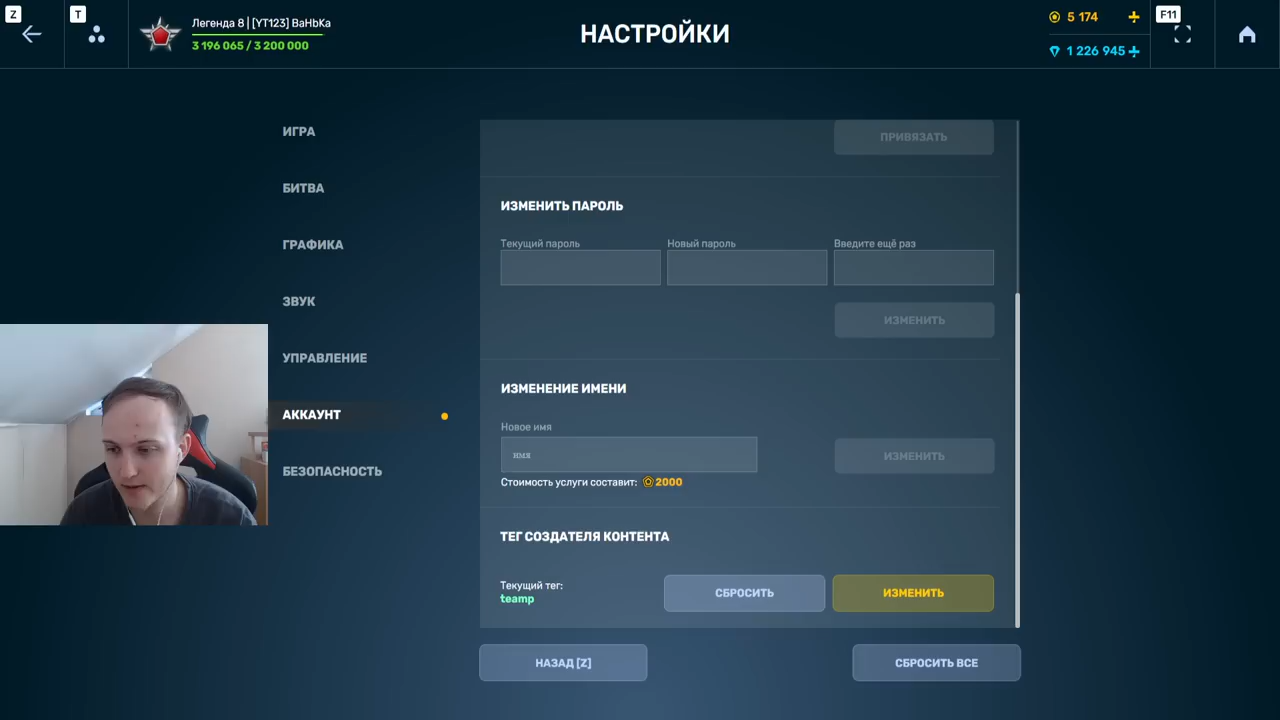 Z
T
Легенда 8 | [YT123] BaHbKa
3 196 065 / 3 200 000
НАСТРОЙКИ
5 174
1 226 945
F11
ИГРА
БИТВА
ГРАФИКА
ЗВУК
УПРАВЛЕНИЕ
АККАУНТ
БЕЗОПАСНОСТЬ
ПРИВЯЗАТЬ
ИЗМЕНИТЬ ПАРОЛЬ
Текущий пароль
Новый пароль
Введите ещё раз
ИЗМЕНИТЬ
ИЗМЕНЕНИЕ ИМЕНИ
Новое имя
имя
ИЗМЕНИТЬ
Стоимость услуги составит: 2000
ТЕГ СОЗДАТЕЛЯ КОНТЕНТА
Текущий тег:
teamp
СБРОСИТЬ
ИЗМЕНИТЬ
НАЗАД [Z]
СБРОСИТЬ ВСЕ